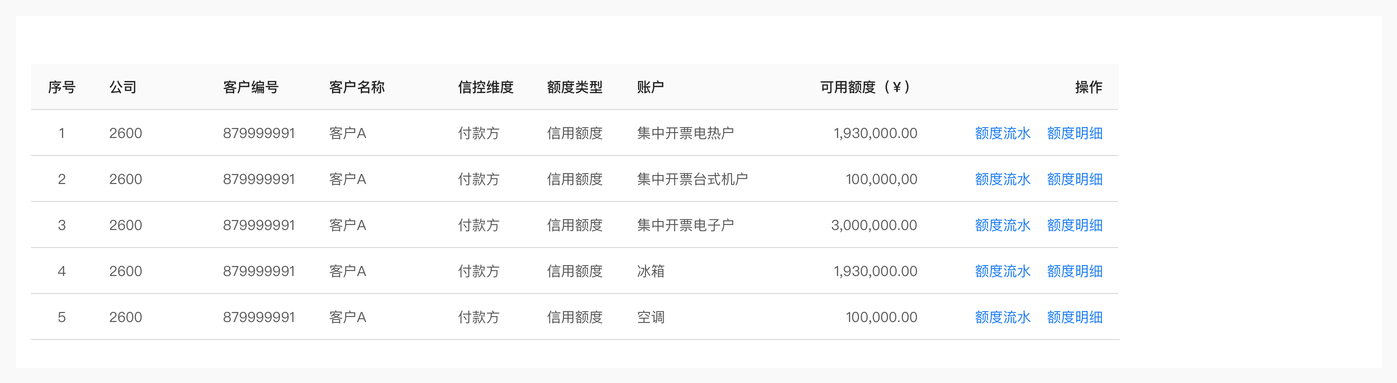 序号 公司 客户编号 客户名称 信控维度 额度类型 账户 可用额度（¥） 操作
1 2600 879999991 客户A 付款方 信用额度 集中开票电热户 1,930,000.00 额度流水 额度明细
2 2600 879999991 客户A 付款方 信用额度 集中开票台式机户 100,000,00 额度流水 额度明细
3 2600 879999991 客户A 付款方 信用额度 集中开票电子户 3,000,000.00 额度流水 额度明细
4 2600 879999991 客户A 付款方 信用额度 冰箱 1,930,000.00 额度流水 额度明细
5 2600 879999991 客户A 付款方 信用额度 空调 100,000.00 额度流水 额度明细